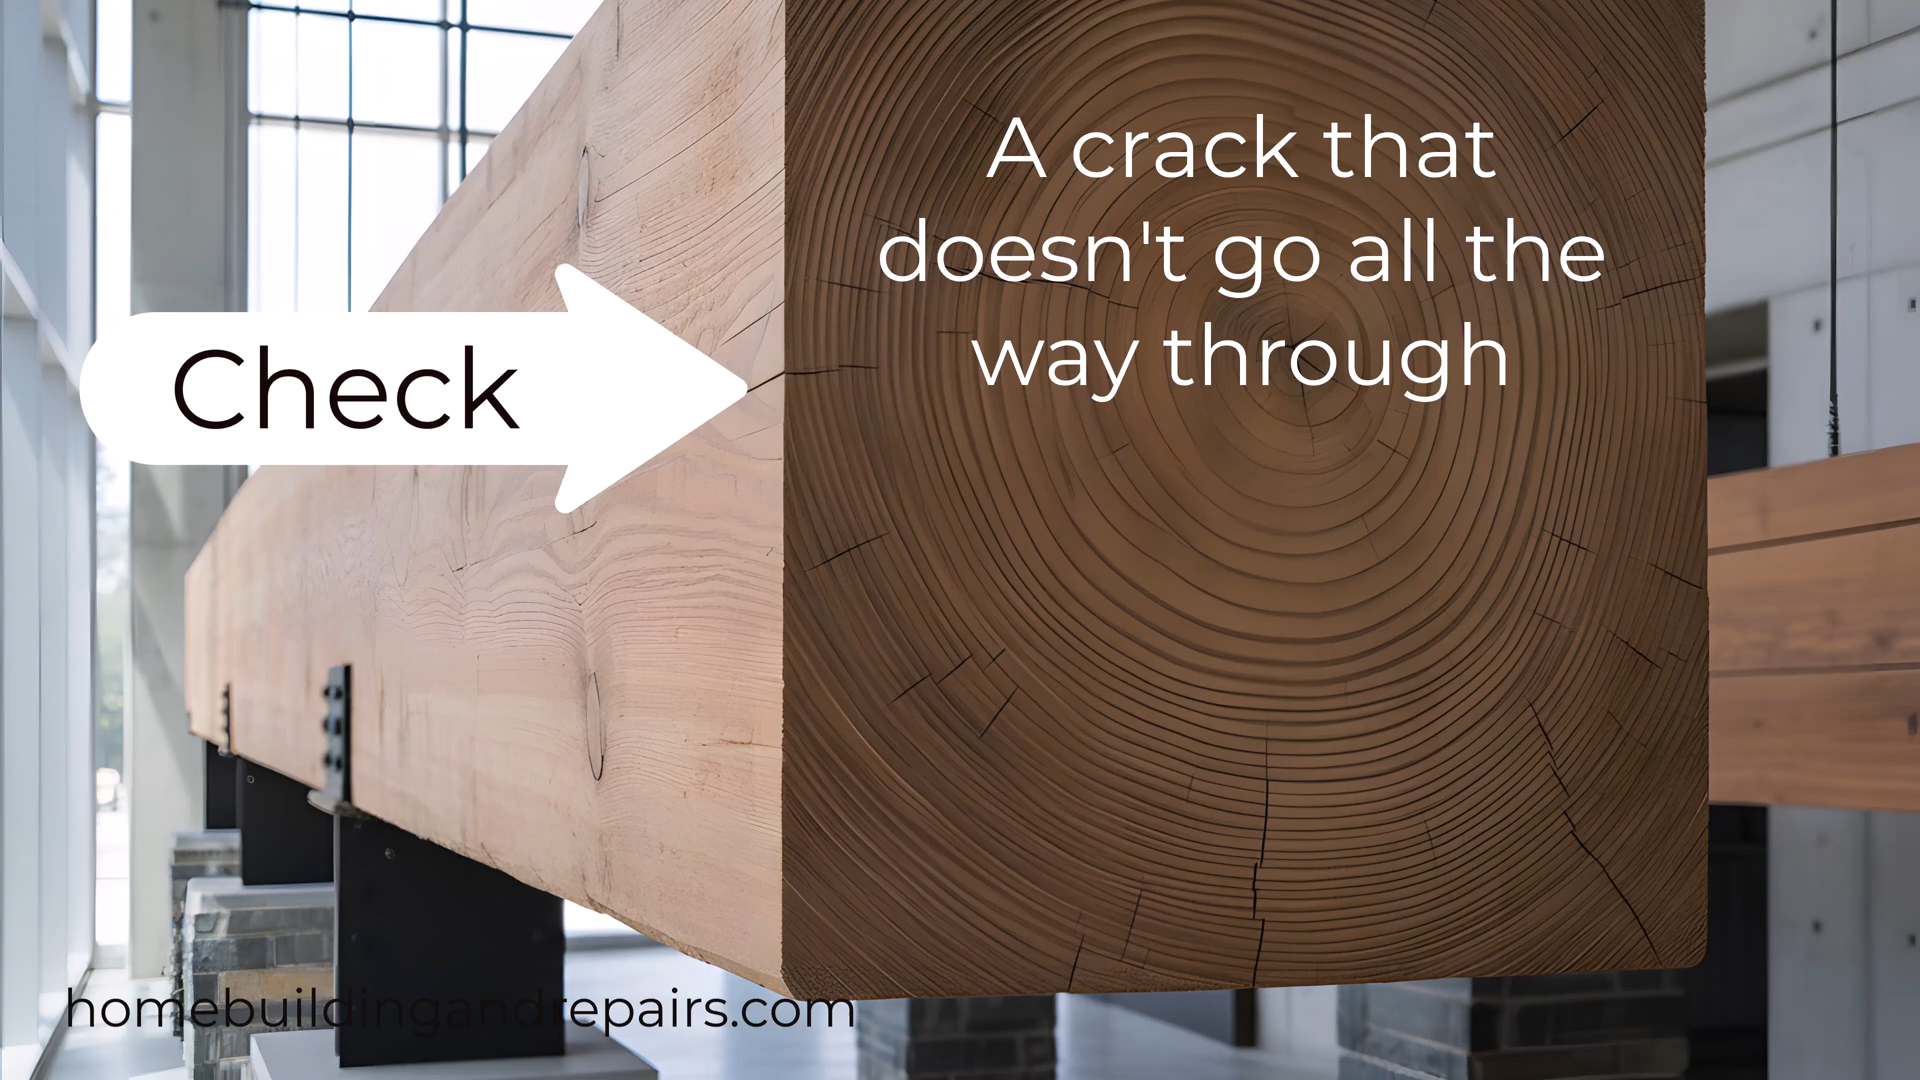 A crack that
doesn't go all the
way through
Check
homebuildingandrepairs.com